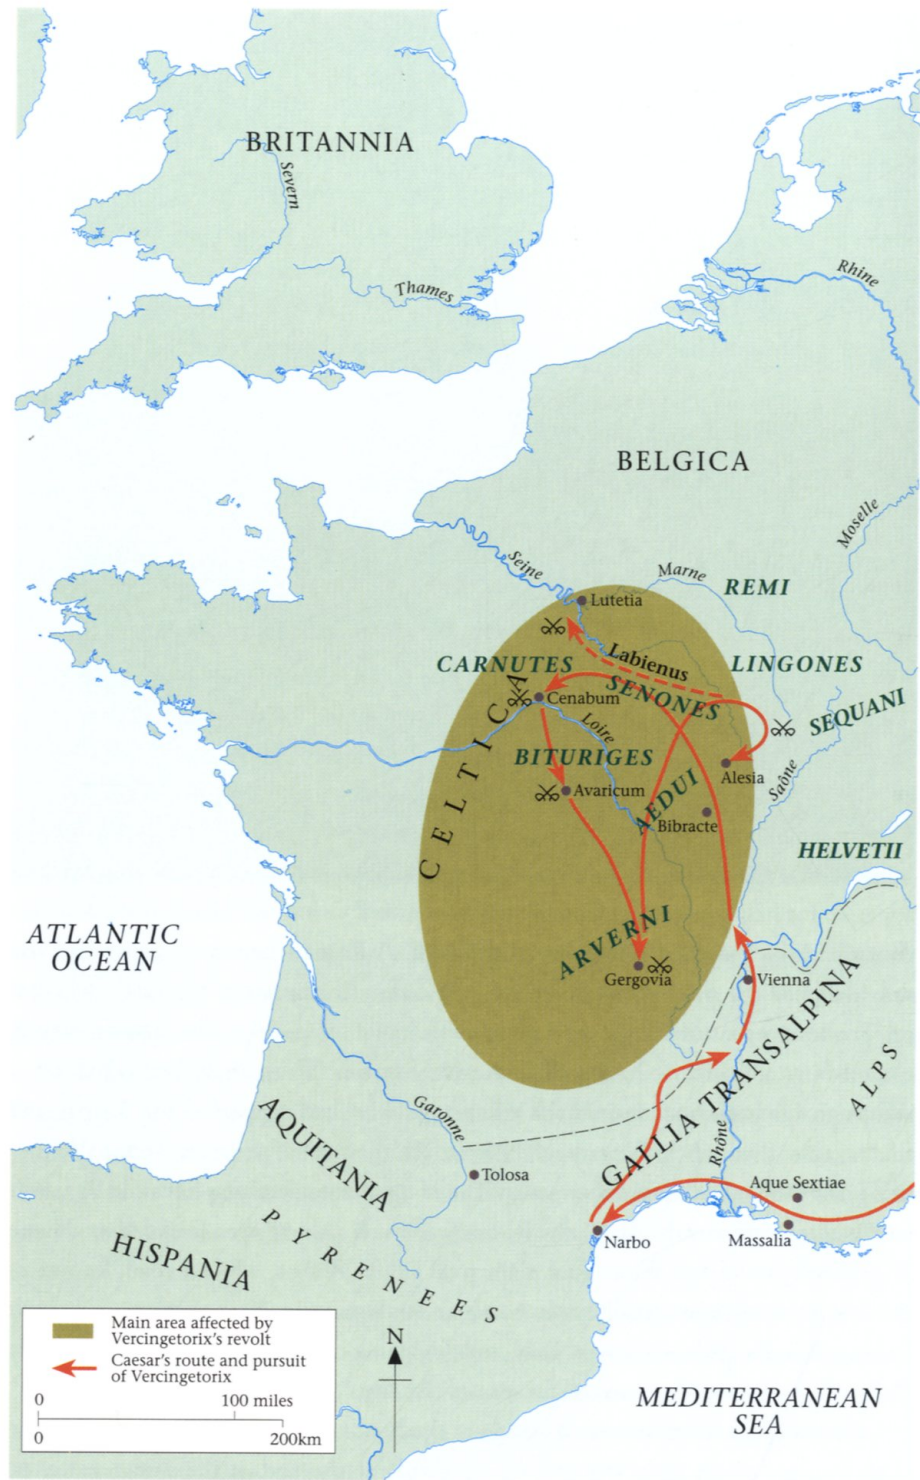 BRITANNIA
Severn
Thames
Rhine
BELGICA
Moselle
Seine
Marne
REMI
Lutetia
CARNUTES
Labienus
LINGONES
SENONES
Cenabum
SEQUANI
Loire
CELTICA
BITURIGES
Alesia
Saône
Avaricum
AEDUI
Bibracte
HELVETII
ATLANTIC
OCEAN
ARVERNI
Gergovia
Vienna
GALLIA TRANSALPINA
ALPS
Garonne
AQUITANIA
Rhône
Tolosa
Aque Sextiae
PYRENEES
Narbo
Massalia
HISPANIA
Main area affected by
Vercingetorix's revolt
Caesar's route and pursuit
of Vercingetorix
0 100 miles
0 200km
N
MEDITERRANEAN
SEA